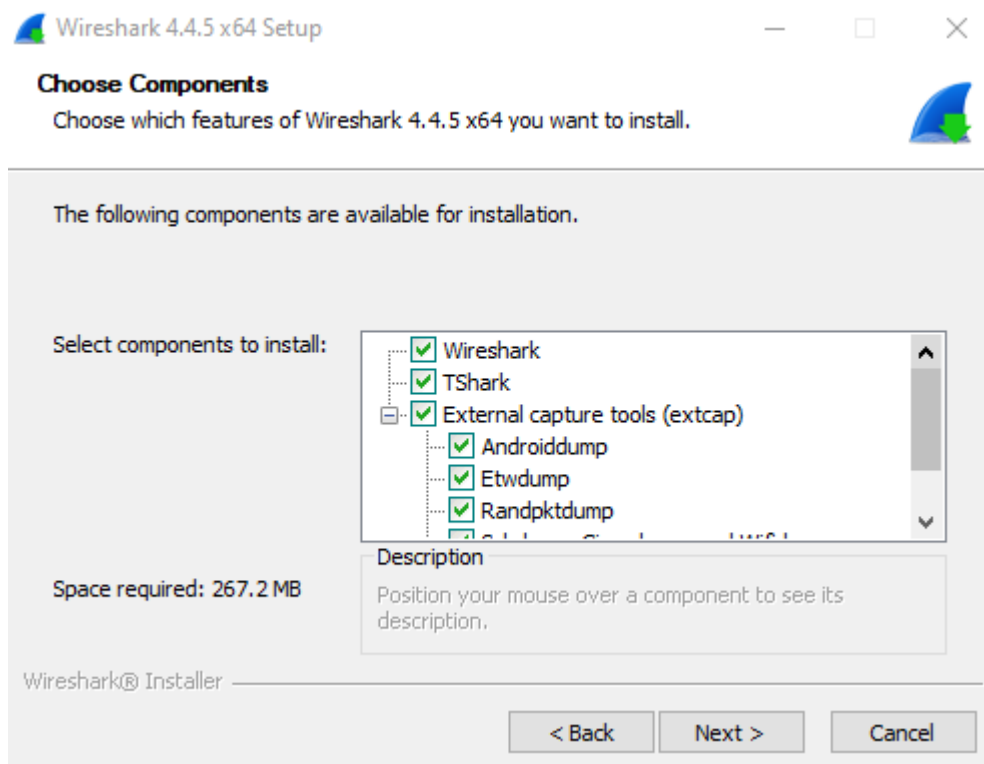 Wireshark 4.4.5 x64 Setup
Choose Components
Choose which features of Wireshark 4.4.5 x64 you want to install.
The following components are available for installation.
Select components to install:
Wireshark
TShark
External capture tools (extcap)
Androiddump
Etwdump
Randpktdump
Space required: 267.2 MB
Description
Position your mouse over a component to see its
description.
Wireshark® Installer
< Back
Next >
Cancel